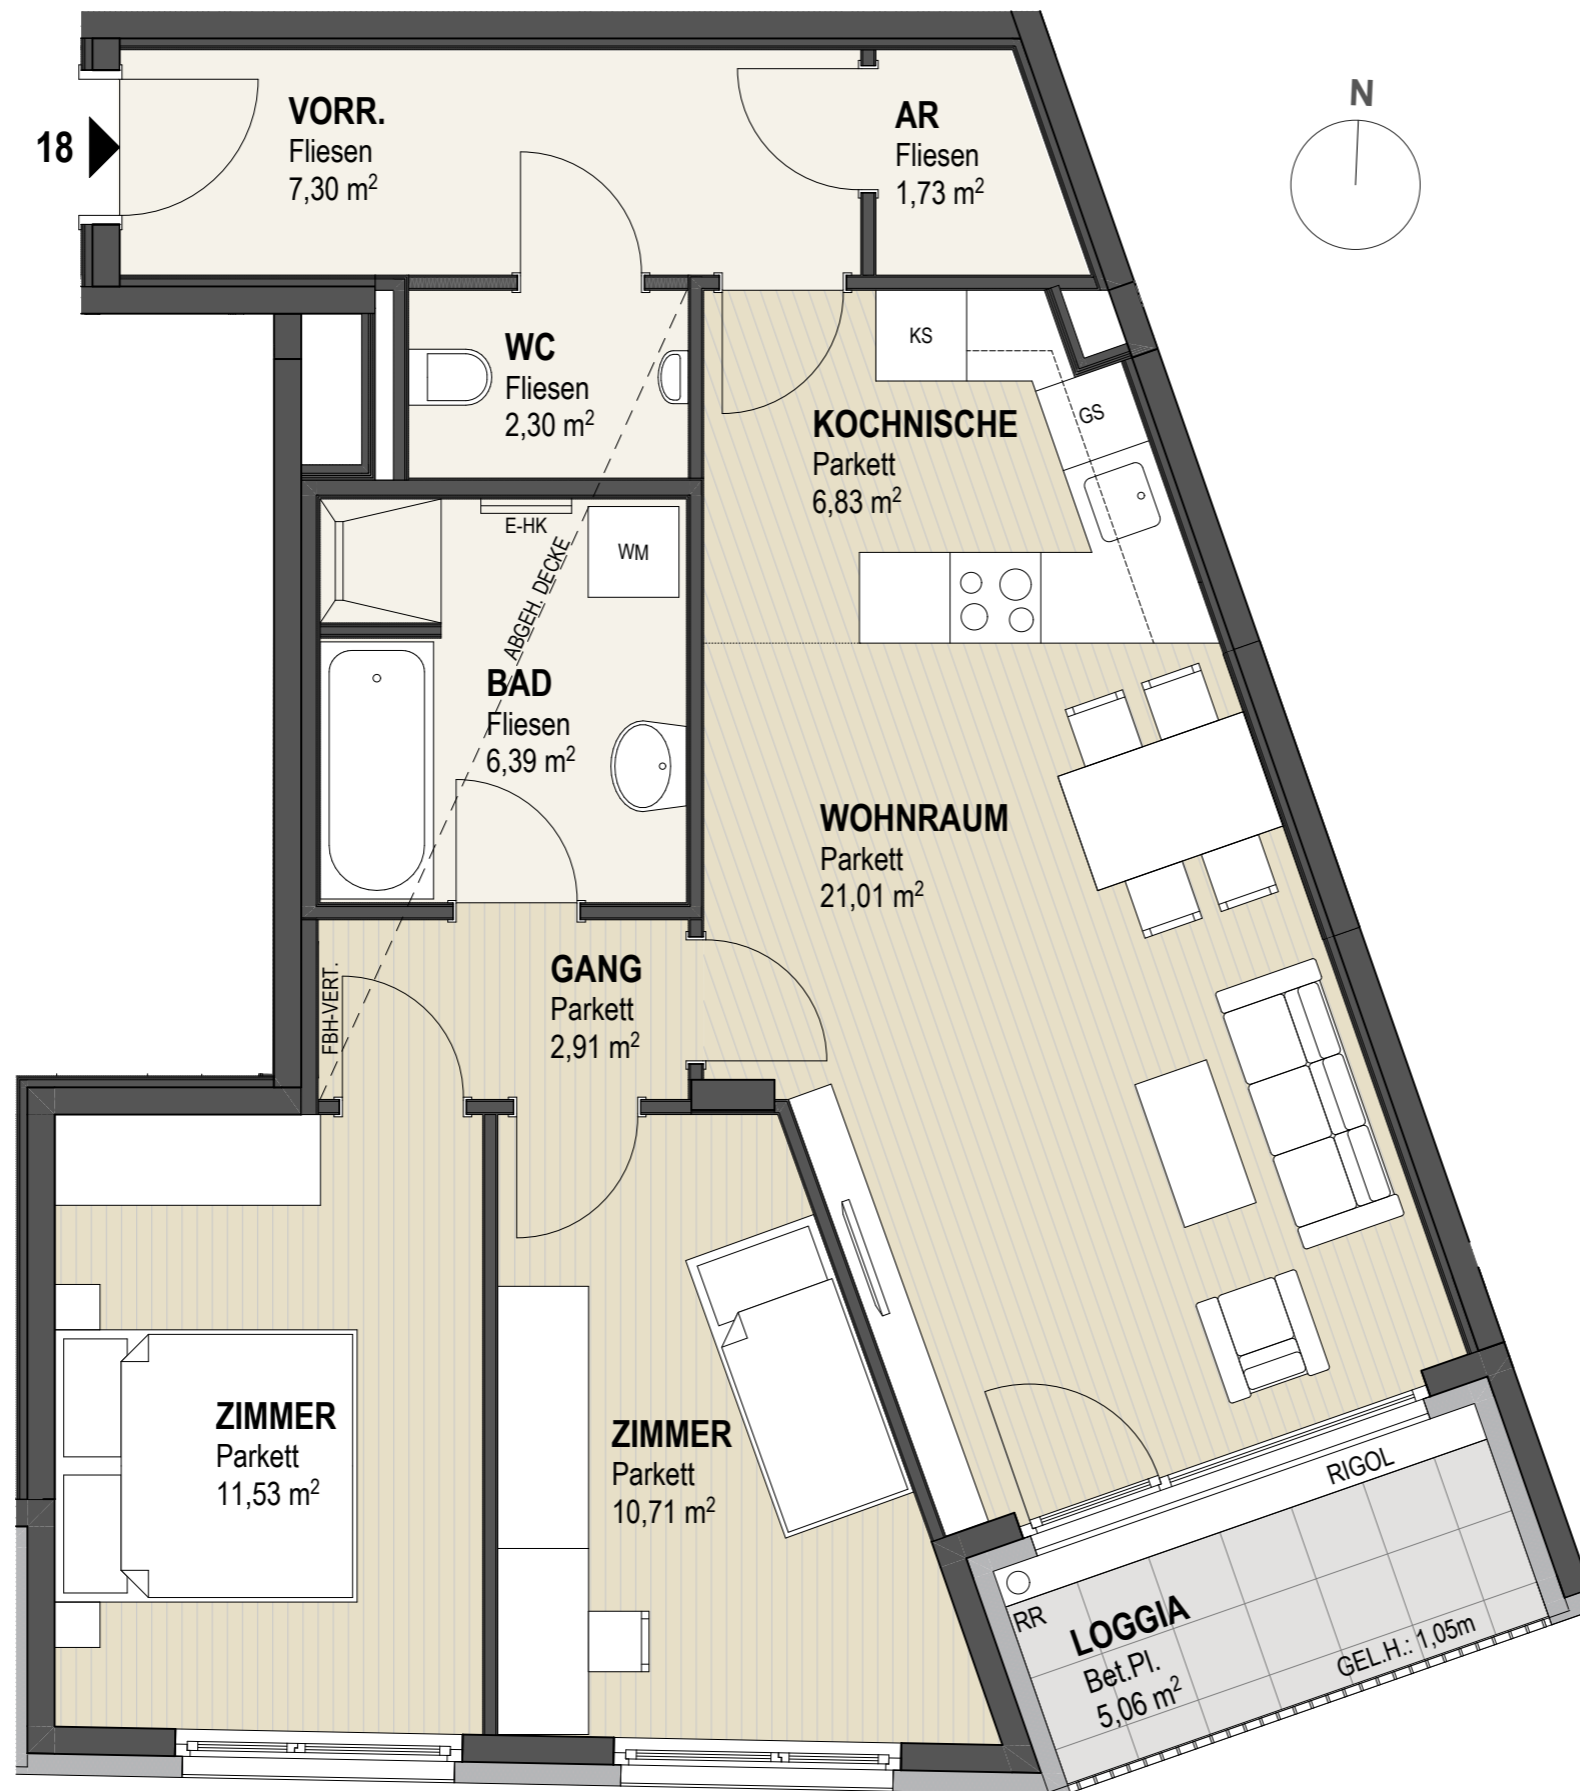 N
18
VORR.
Fliesen
7,30 m²
AR
Fliesen
1,73 m²
WC
Fliesen
2,30 m²
KS
GS
KOCHNISCHE
Parkett
6,83 m²
E-HK
WM
ABGEH. DECKE
BAD
Fliesen
6,39 m²
WOHNRAUM
Parkett
21,01 m²
FBH-VERT.
GANG
Parkett
2,91 m²
ZIMMER
Parkett
11,53 m²
ZIMMER
Parkett
10,71 m²
RIGOL
RR
LOGGIA
Bet.Pl.
5,06 m²
GEL.H.: 1,05m